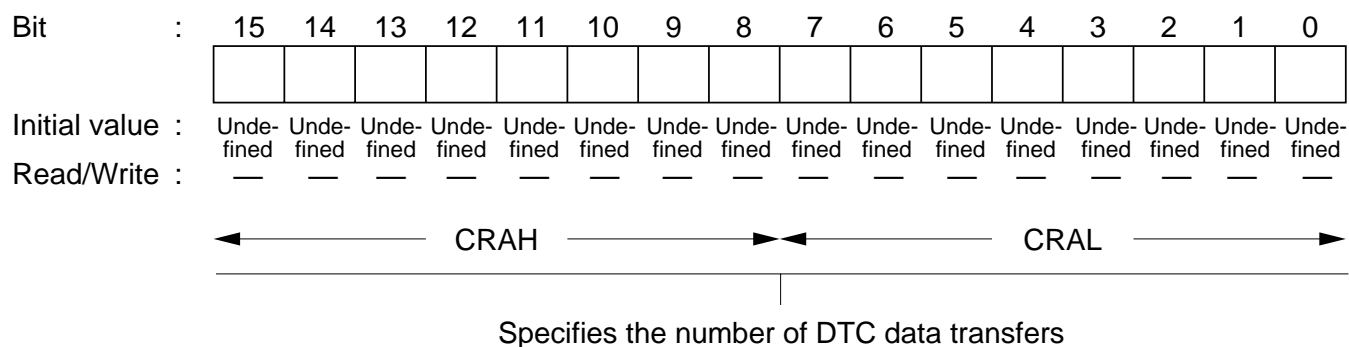 Bit : 15 14 13 12 11 10 9 8 7 6 5 4 3 2 1 0
Initial value : Unde- Unde- Unde- Unde- Unde- Unde- Unde- Unde- Unde- Unde- Unde- Unde- Unde- Unde- Unde- Unde-
fined fined fined fined fined fined fined fined fined fined fined fined fined fined fined fined
Read/Write : — — — — — — — — — — — — — — — —
CRAH CRAL
Specifies the number of DTC data transfers